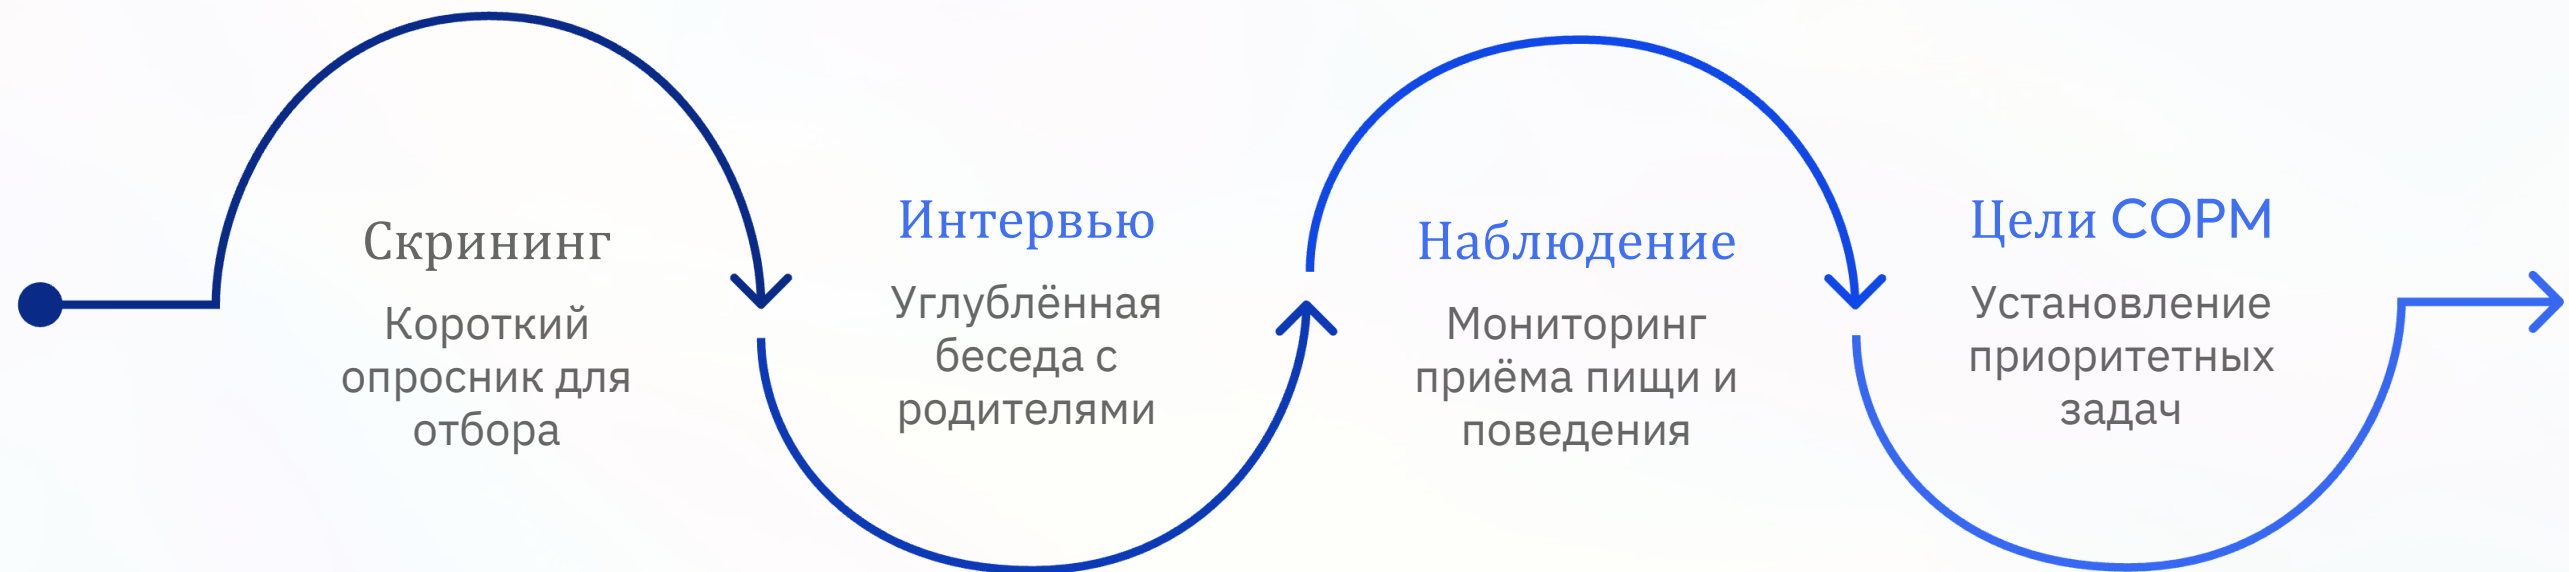 Скрининг
Короткий
опросник для
отбора
Интервью
Углублённая
беседа с
родителями
Наблюдение
Мониторинг
приёма пищи и
поведения
Цели COPM
Установление
приоритетных
задач